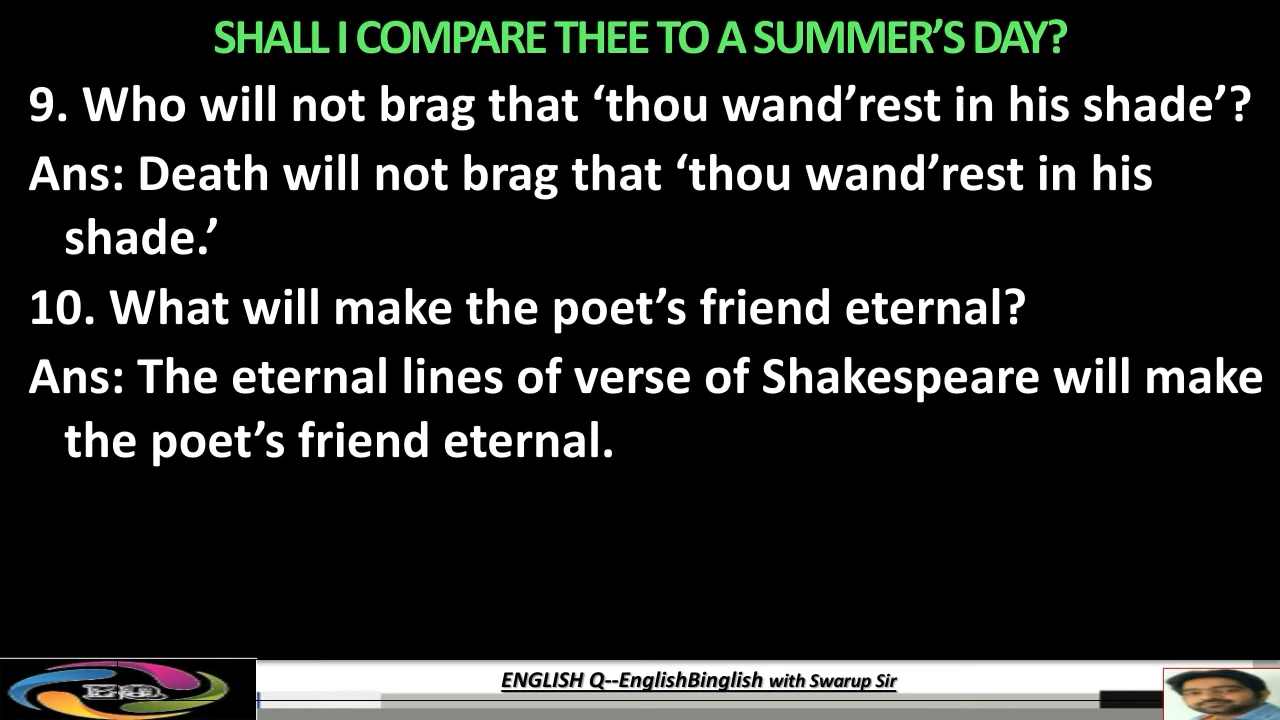 SHALL I COMPARE THEE TO A SUMMER’S DAY?
9. Who will not brag that ‘thou wand’rest in his shade’?
Ans: Death will not brag that ‘thou wand’rest in his
shade.’
10. What will make the poet’s friend eternal?
Ans: The eternal lines of verse of Shakespeare will make
the poet’s friend eternal.
ENGLISH Q--EnglishBinglish with Swarup Sir